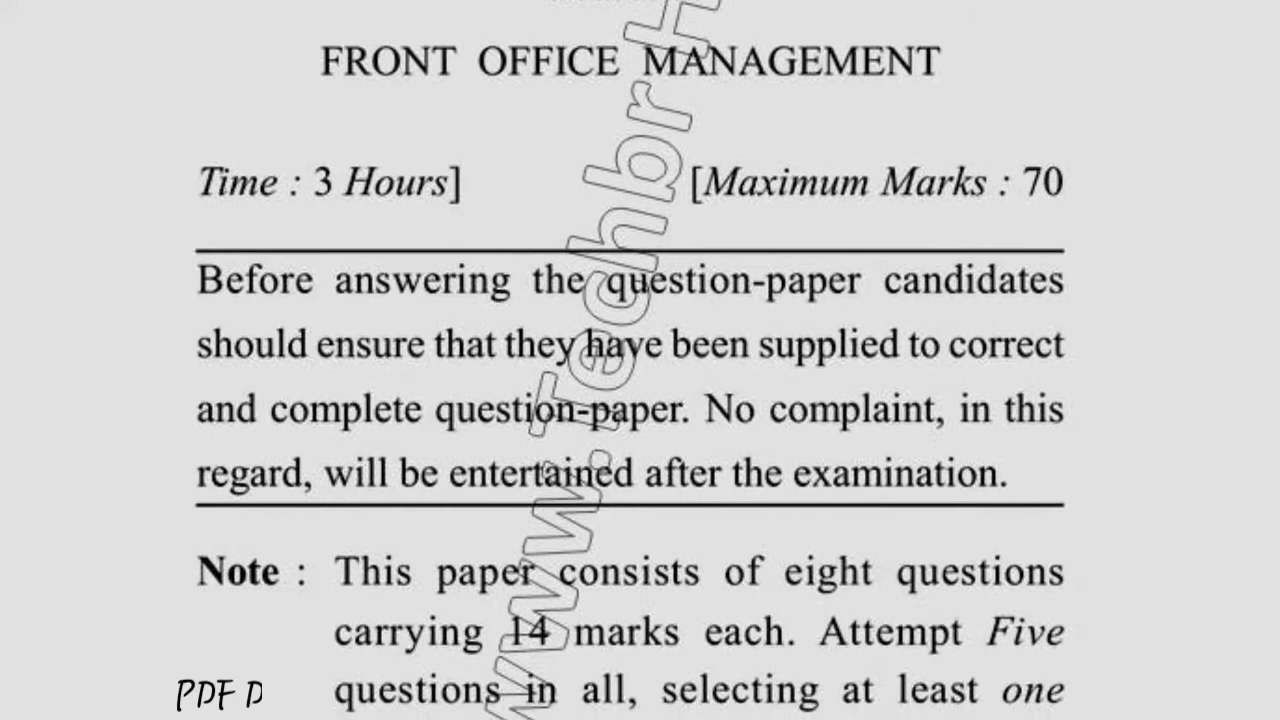 FRONT OFFICE MANAGEMENT
Time : 3 Hours] [Maximum Marks : 70
Before answering the question-paper candidates
should ensure that they have been supplied to correct
and complete question-paper. No complaint, in this
regard, will be entertained after the examination.
Note : This paper consists of eight questions
carrying 14 marks each. Attempt Five
questions in all, selecting at least one
PDF D
www.Techbr H